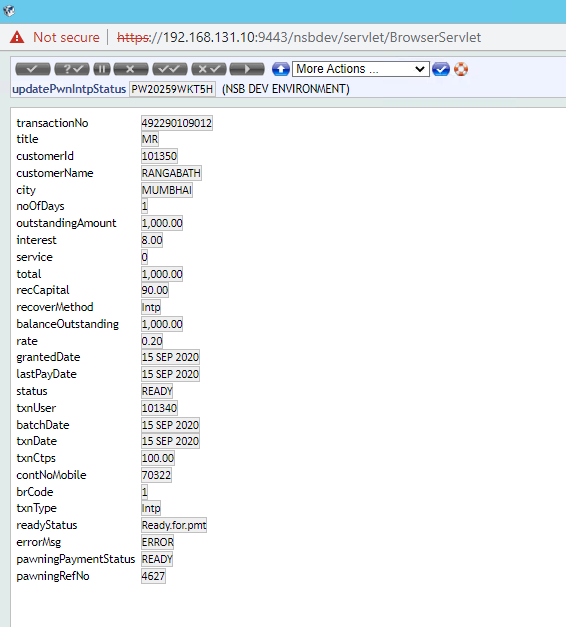 Not secure | https://192.168.131.10:9443/nsbdev/servlet/BrowserServlet
More Actions ...
updatePwnIntpStatus PW20259WKT5H (NSB DEV ENVIRONMENT)
transactionNo 492290109012
title MR
customerId 101350
customerName RANGABATH
city MUMBHAI
noOfDays 1
outstandingAmount 1,000.00
interest 8.00
service 0
total 1,000.00
recCapital 90.00
recoverMethod Intp
balanceOutstanding 1,000.00
rate 0.20
grantedDate 15 SEP 2020
lastPayDate 15 SEP 2020
status READY
txnUser 101340
batchDate 15 SEP 2020
txnDate 15 SEP 2020
txnCtps 100.00
contNoMobile 70322
brCode 1
txnType Intp
readyStatus Ready.for.pmt
errorMsg ERROR
pawningPaymentStatus READY
pawningRefNo 4627